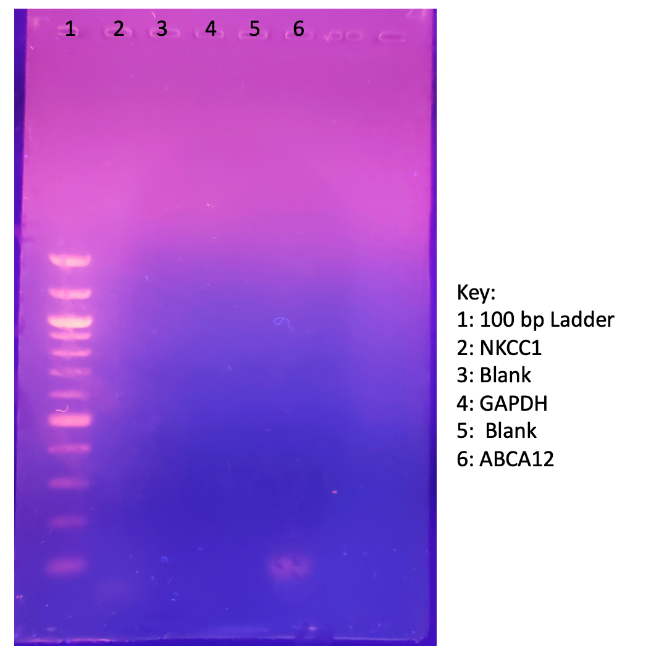 1 2 3 4 5 6
Key:
1: 100 bp Ladder
2: NKCC1
3: Blank
4: GAPDH
5: Blank
6: ABCA12